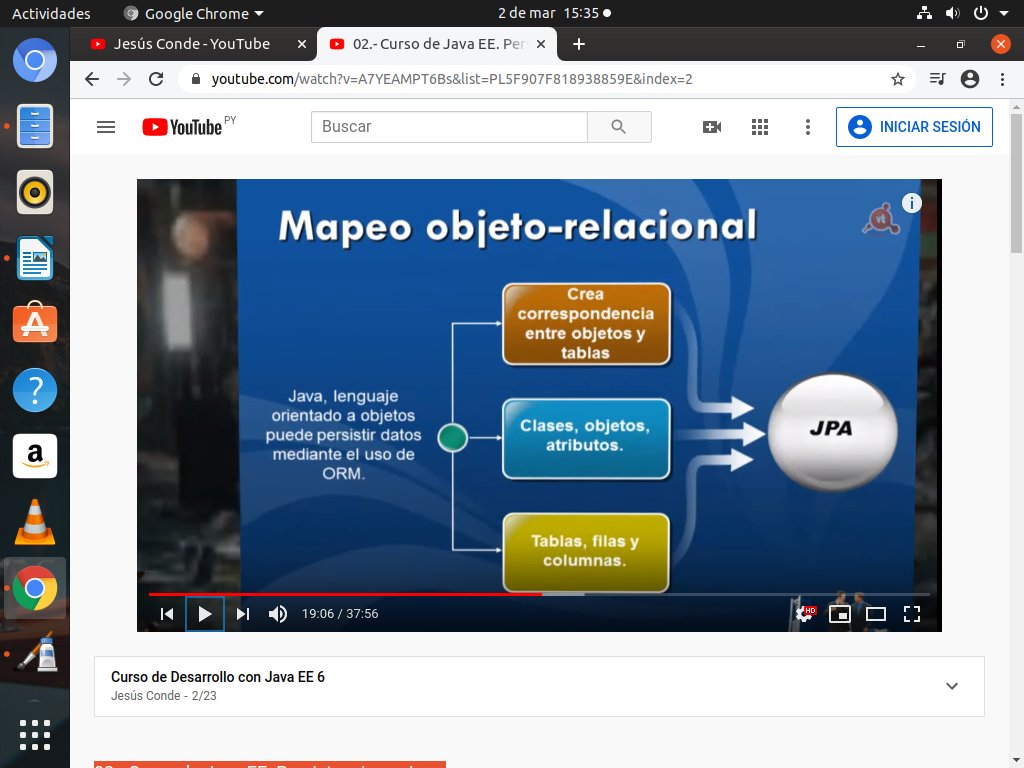 Actividades
Google Chrome
2 de mar 15:35
Jesús Conde - YouTube
02.- Curso de Java EE. Per
youtube.com/watch?v=A7YEAMPT6Bs&list=PL5F907F818938859E&index=2
YouTube PY
Buscar
INICIAR SESIÓN
Mapeo objeto-relacional
vt
i
Crea
correspondencia
entre objetos y
tablas
Java, lenguaje
orientado a objetos
puede persistir datos
mediante el uso de
ORM.
Clases, objetos,
atributos.
JPA
Tablas, filas y
columnas.
19:06 / 37:56
HD
Curso de Desarrollo con Java EE 6
Jesús Conde - 2/23